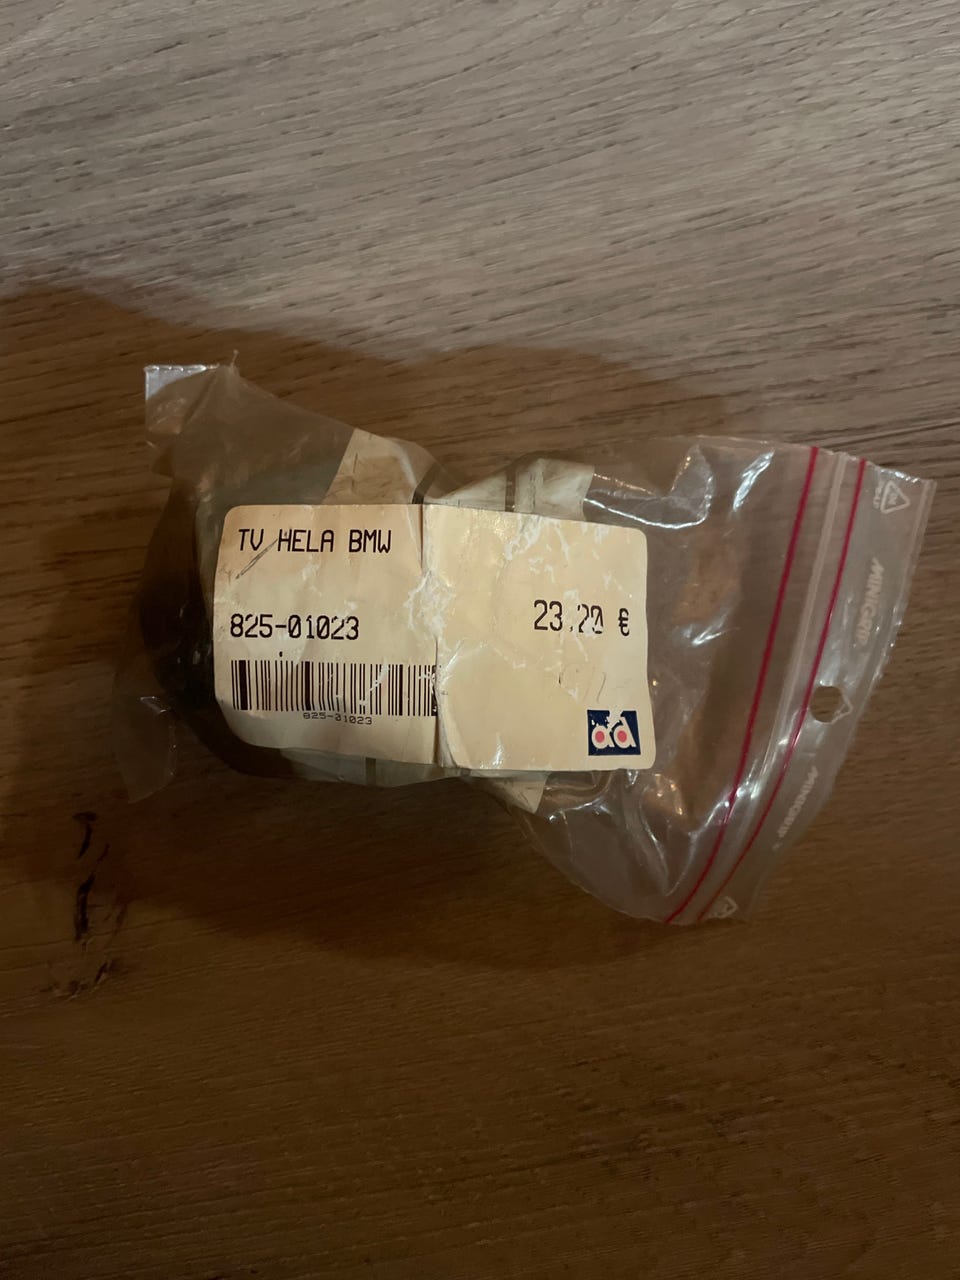 TV HELA BMW
825-01023
23.20 €
825-01023
ad
MINIGRIP
MINIGRIP